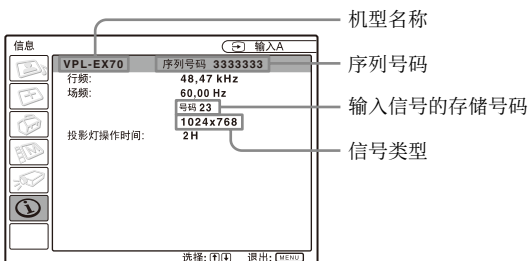 机型名称
信息
输入A
VPL-EX70 序列号码 3333333
序列号码
行频: 48,47 kHz
场频: 60,00 Hz
号码 23
输入信号的存储号码
1024x768
信号类型
投影灯操作时间: 2H
选择: 退出: MENU